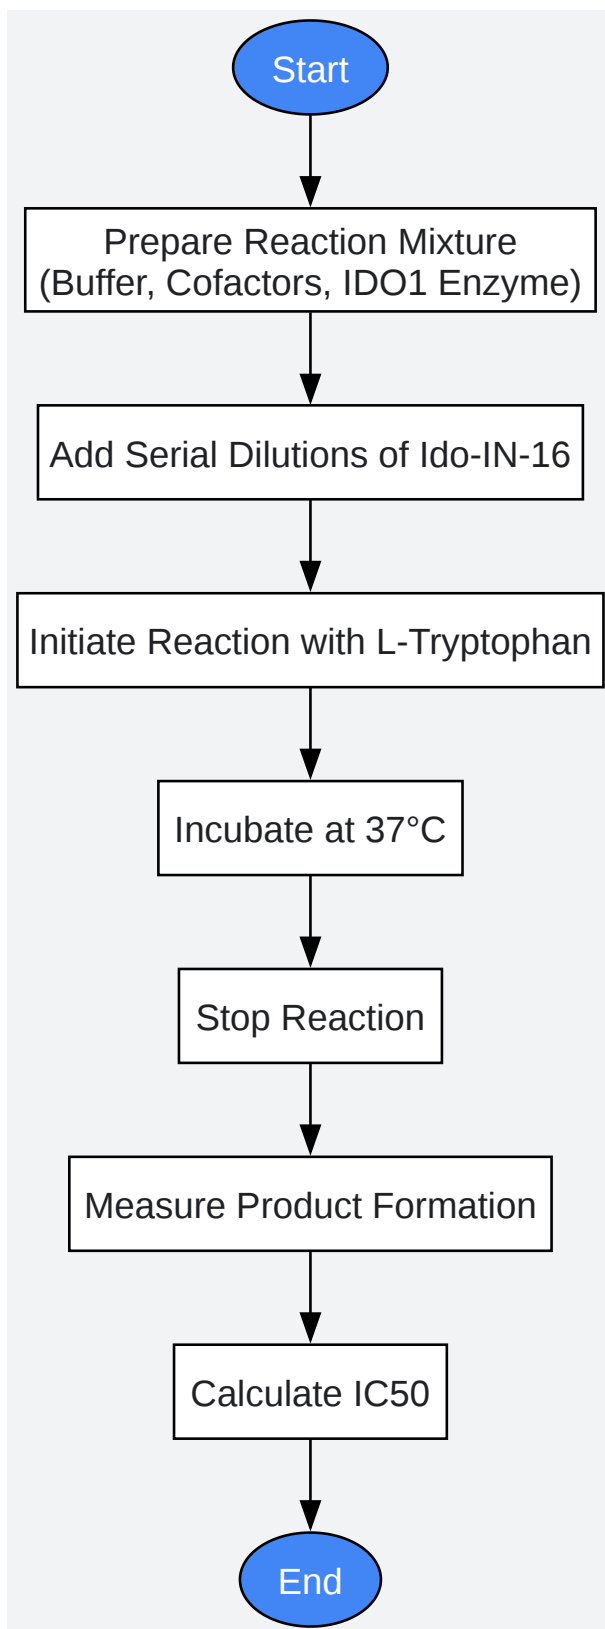 Start
Prepare Reaction Mixture
(Buffer, Cofactors, IDO1 Enzyme)
Add Serial Dilutions of Ido-IN-16
Initiate Reaction with L-Tryptophan
Incubate at 37°C
Stop Reaction
Measure Product Formation
Calculate IC50
End